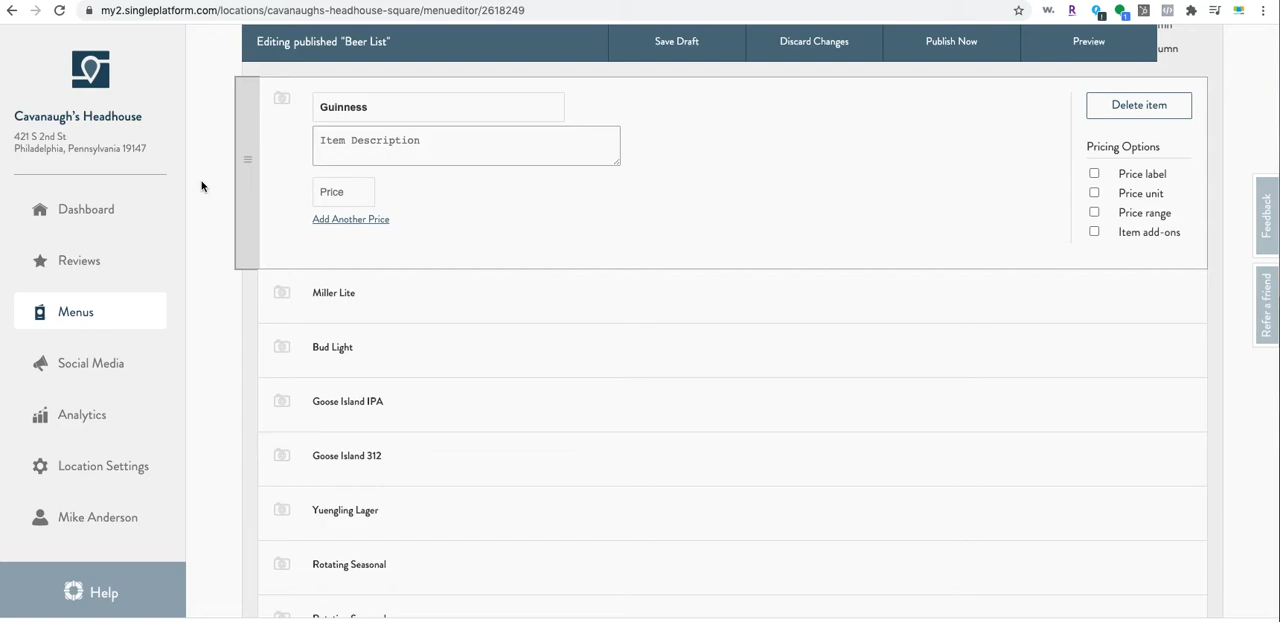 my2.singleplatform.com/locations/cavanaughs-headhouse-square/menueditor/2618249
Cavanaugh's Headhouse
421 S 2nd St
Philadelphia, Pennsylvania 19147
Dashboard
Reviews
Menus
Social Media
Analytics
Location Settings
Mike Anderson
Help
Editing published "Beer List"
Save Draft
Discard Changes
Publish Now
Preview
umn
Guinness
Item Description
Price
Add Another Price
Delete item
Pricing Options
Price label
Price unit
Price range
Item add-ons
Miller Lite
Bud Light
Goose Island IPA
Goose Island 312
Yuengling Lager
Rotating Seasonal
Feedback
Refer a friend